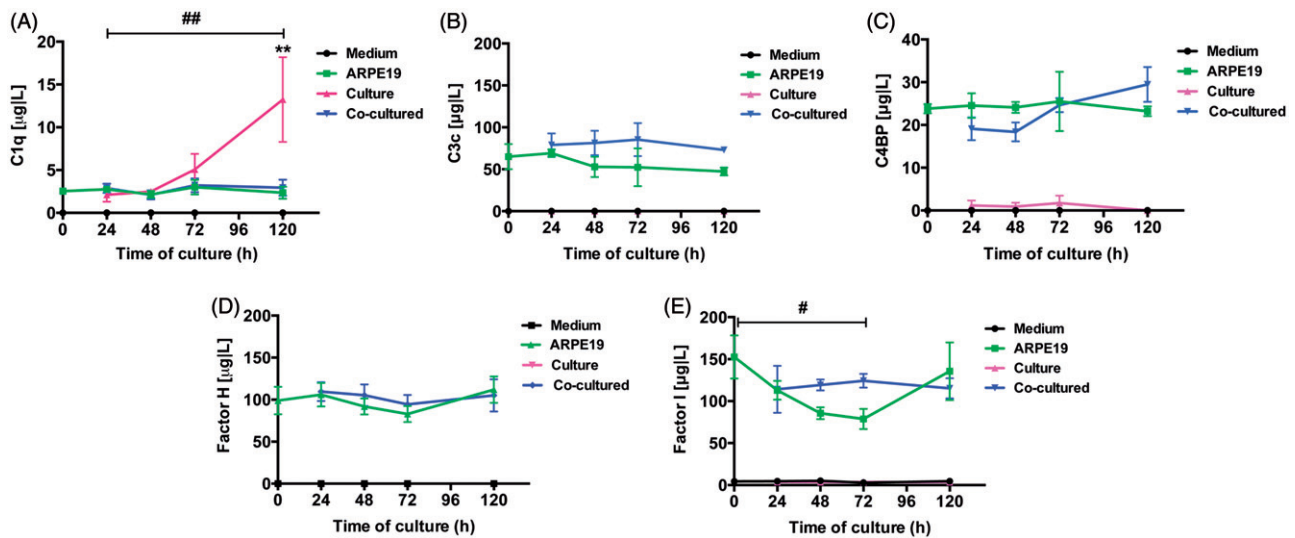 (A)
##
**
C1q [µg|L]
20
15
10
5
0
0 24 48 72 96 120
Time of culture (h)
Medium
ARPE19
Culture
Co-cultured
(B)
C3c [µg|L]
200
150
100
50
0
0 24 48 72 96 120
Time of culture (h)
Medium
ARPE19
Culture
Co-cultured
(C)
C4BP [µg|L]
40
30
20
10
0
0 24 48 72 96 120
Time of culture (h)
Medium
ARPE19
Culture
Co-cultured
(D)
Factor H [µg|L]
200
150
100
50
0
0 24 48 72 96 120
Time of culture (h)
Medium
ARPE19
Culture
Co-cultured
(E)
#
Factor I [µg|L]
200
150
100
50
0
0 24 48 72 96 120
Time of culture (h)
Medium
ARPE19
Culture
Co-cultured